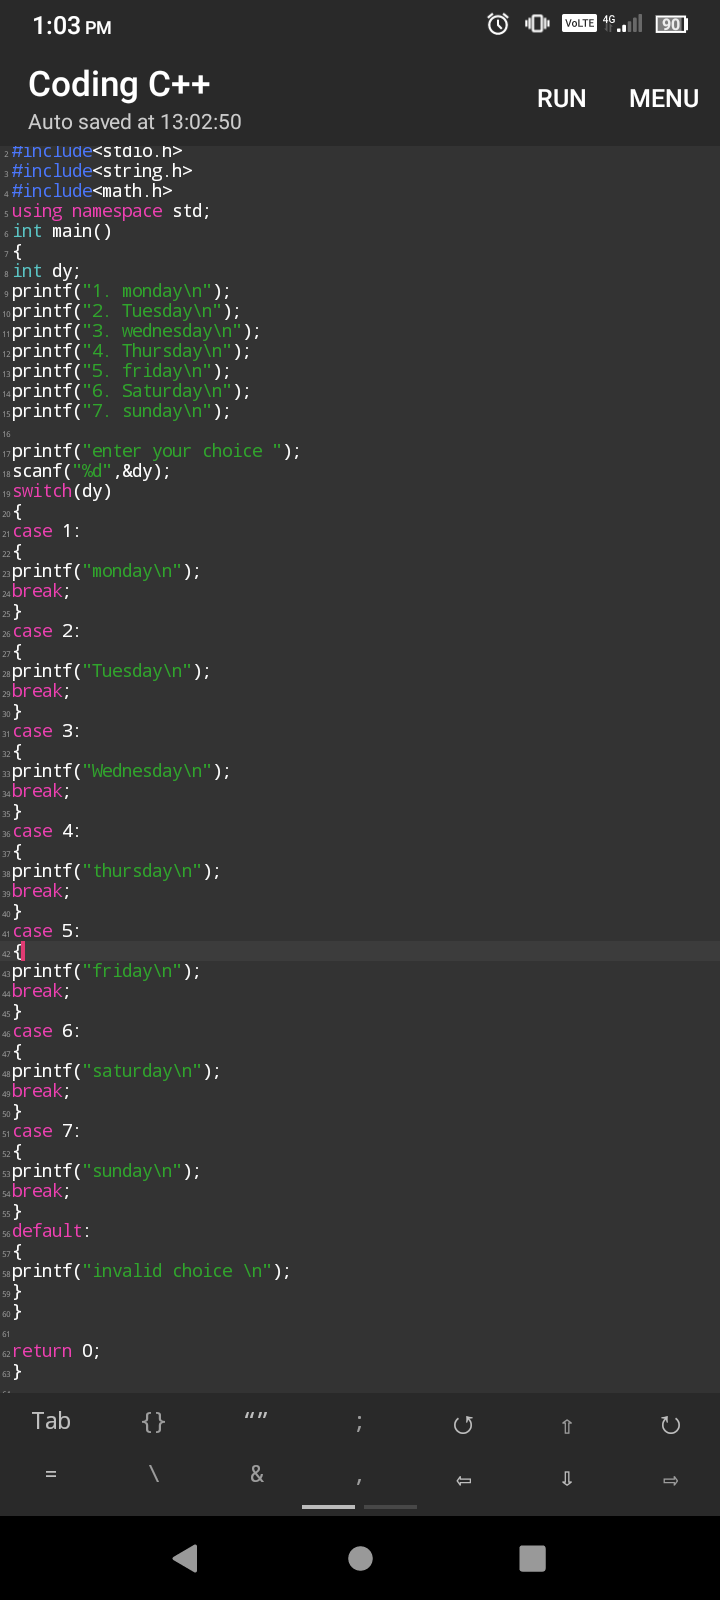 1:03 PM
VoLTE 4G 90
Coding C++
RUN MENU
Auto saved at 13:02:50
2 #include<stdio.h>
3 #include<string.h>
4 #include<math.h>
5 using namespace std;
6 int main()
7 {
8 int dy;
9 printf("1. monday\n");
10 printf("2. Tuesday\n");
11 printf("3. wednesday\n");
12 printf("4. Thursday\n");
13 printf("5. friday\n");
14 printf("6. Saturday\n");
15 printf("7. sunday\n");
16
17 printf("enter your choice ");
18 scanf("%d",&dy);
19 switch(dy)
20 {
21 case 1:
22 {
23 printf("monday\n");
24 break;
25 }
26 case 2:
27 {
28 printf("Tuesday\n");
29 break;
30 }
31 case 3:
32 {
33 printf("Wednesday\n");
34 break;
35 }
36 case 4:
37 {
38 printf("thursday\n");
39 break;
40 }
41 case 5:
42 {
43 printf("friday\n");
44 break;
45 }
46 case 6:
47 {
48 printf("saturday\n");
49 break;
50 }
51 case 7:
52 {
53 printf("sunday\n");
54 break;
55 }
56 default:
57 {
58 printf("invalid choice \n");
59 }
60 }
61
62 return 0;
63 }
Tab {} “” ; ↺ ⇧ ↻
= \ & , ⇦ ⇩ ⇨